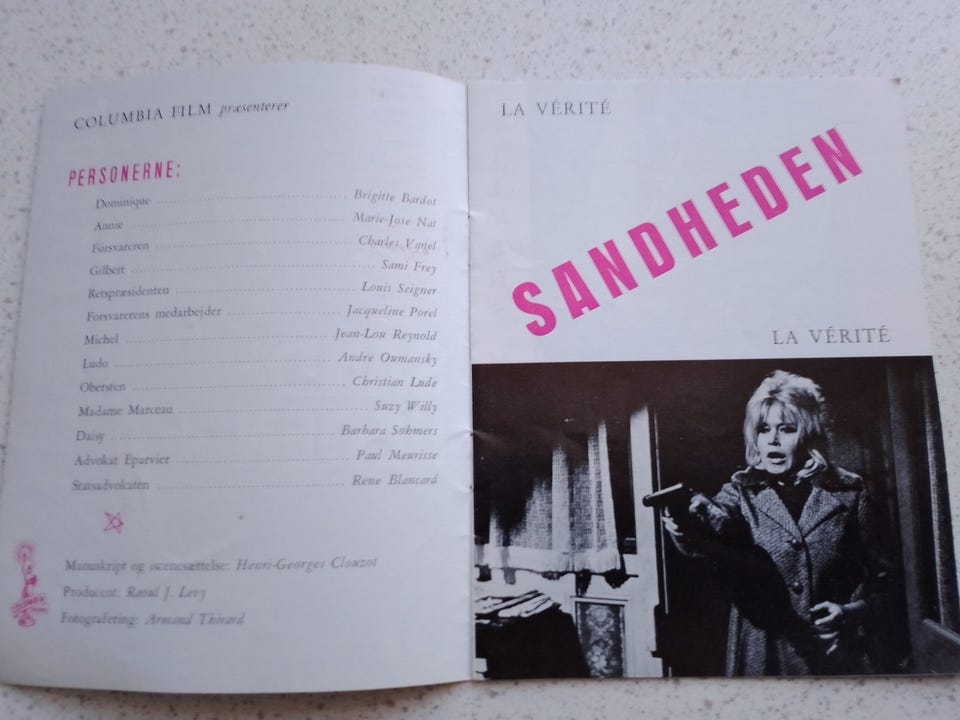 COLUMBIA FILM præsenterer
PERSONERNE:
Dominique Brigitte Bardot
Annie Marie-Jose Nat
Forsvareren Charles Vanel
Gilbert Sami Frey
Retspræsidenten Louis Seigner
Forsvarerens medarbejder Jacqueline Porel
Michel Jean-Lou Reynold
Ludo Andre Oumansky
Obersten Christian Lude
Madame Marceau Suzy Willy
Daisy Barbara Sohmers
Advokat Eparvier Paul Meurisse
Statsadvokaten Rene Blancard
Manuskript og iscenesættelse: Henri-Georges Clouzot
Producent: Raoul J. Levy
Fotografering: Armand Thirard
LA VÉRITÉ
SANDHEDEN
LA VÉRITÉ